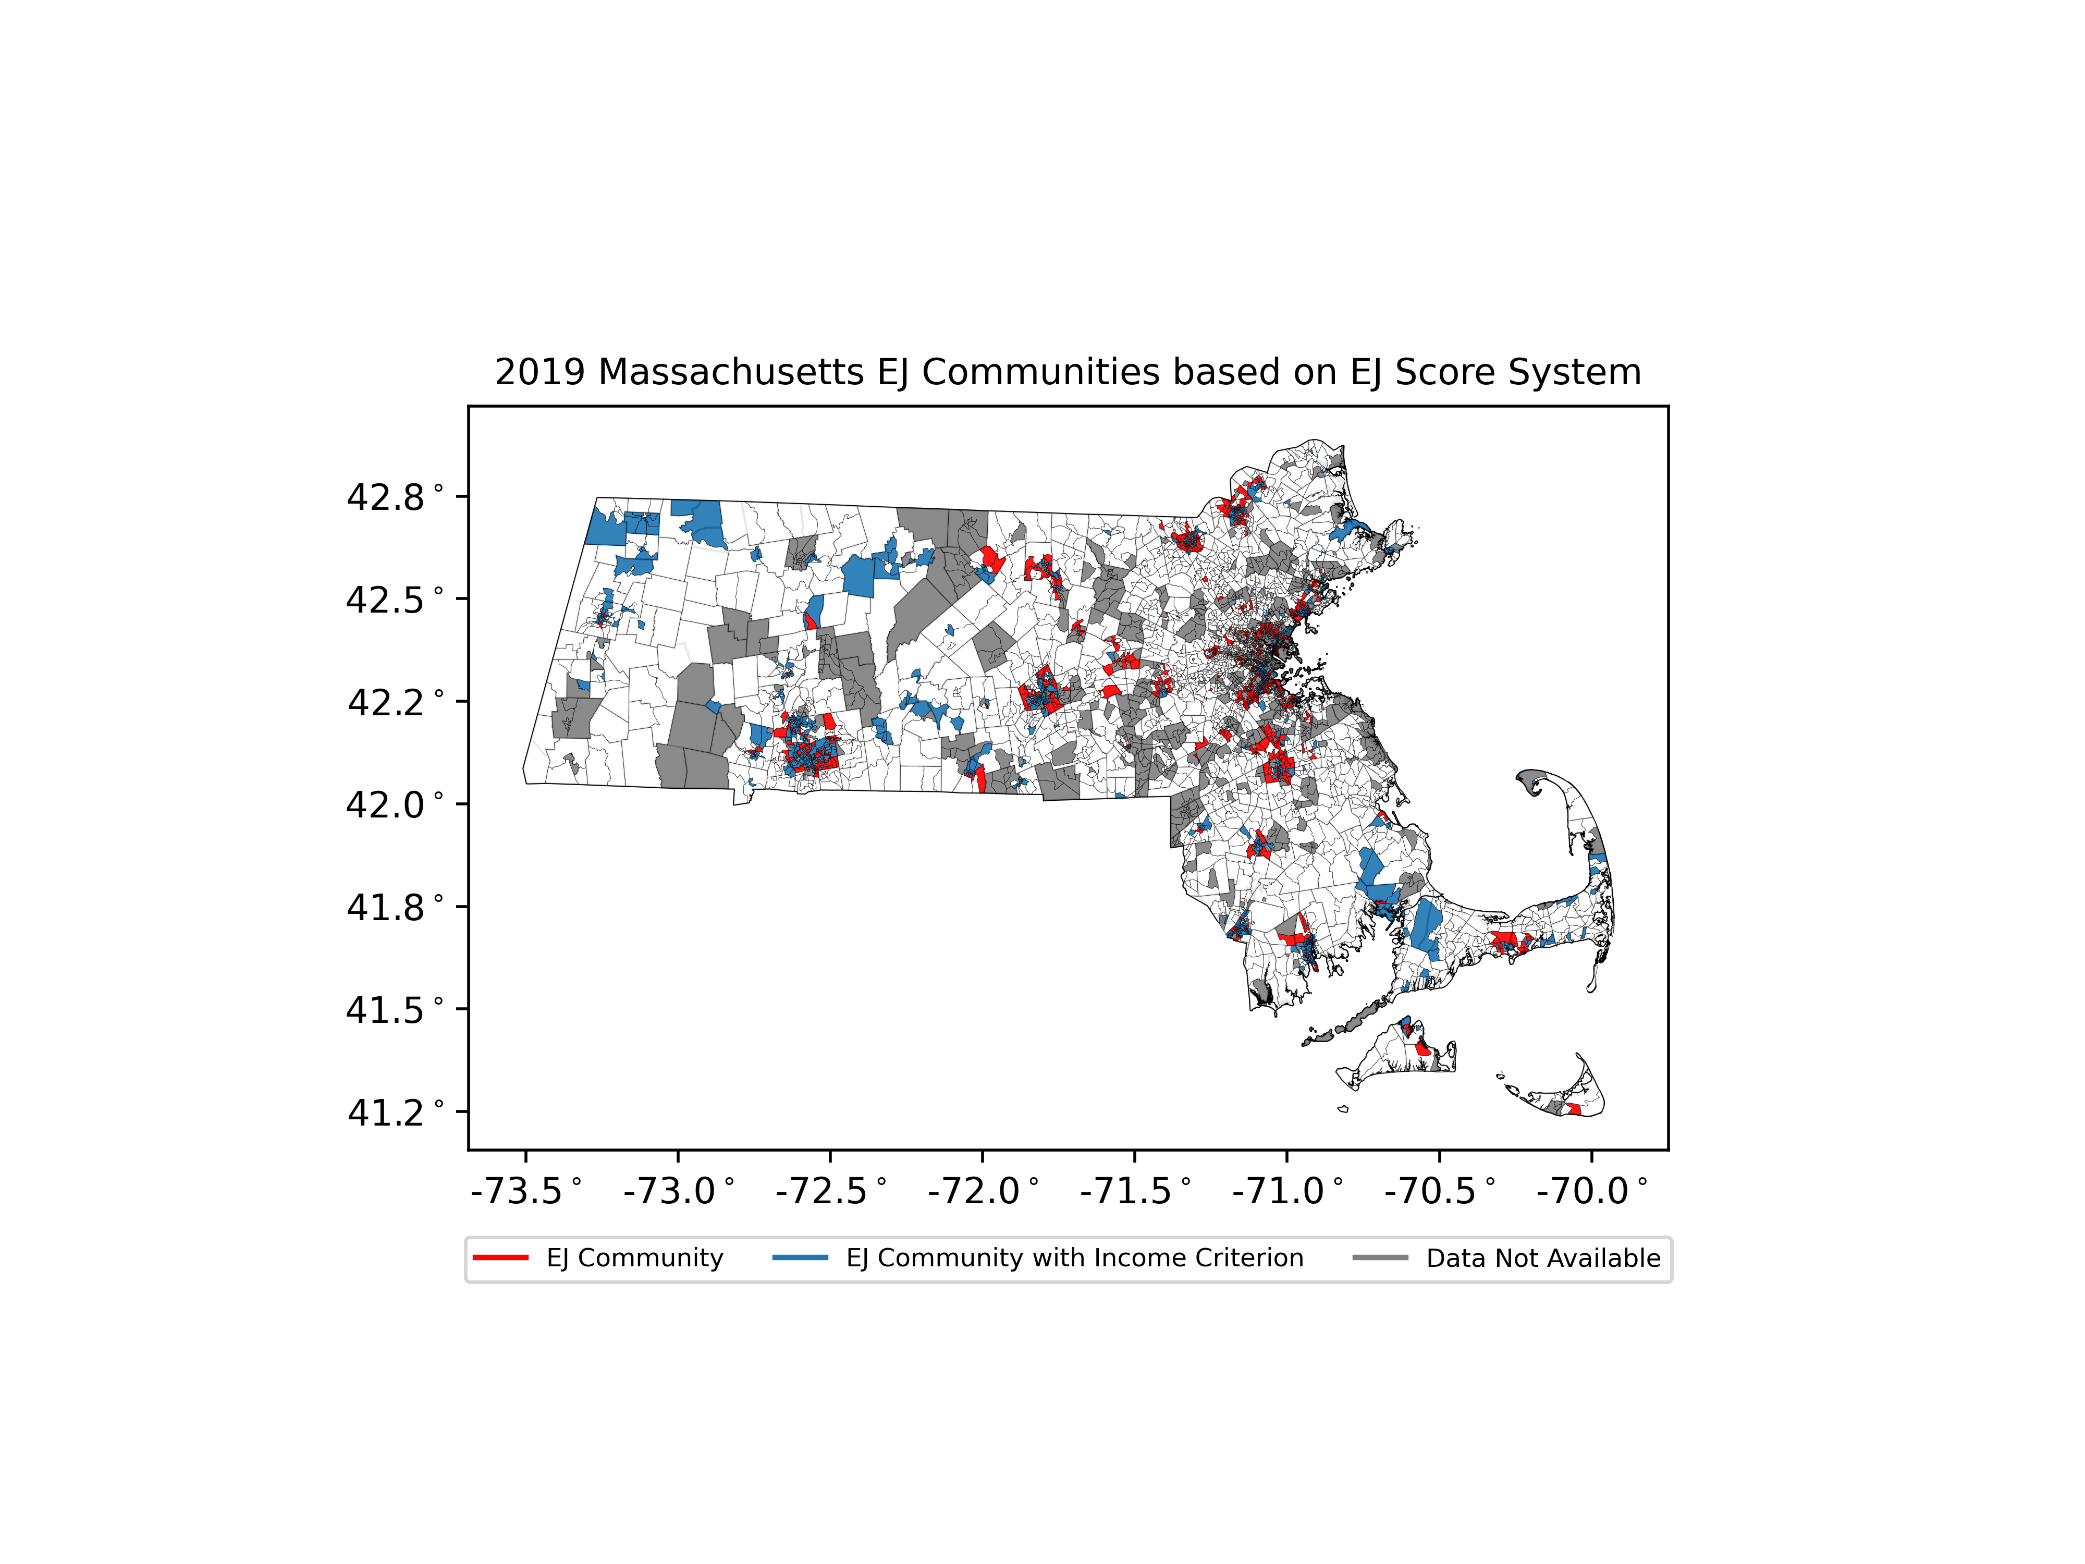 2019 Massachusetts EJ Communities based on EJ Score System
42.8°
42.5°
42.2°
42.0°
41.8°
41.5°
41.2°
-73.5° -73.0° -72.5° -72.0° -71.5° -71.0° -70.5° -70.0°
EJ Community EJ Community with Income Criterion Data Not Available